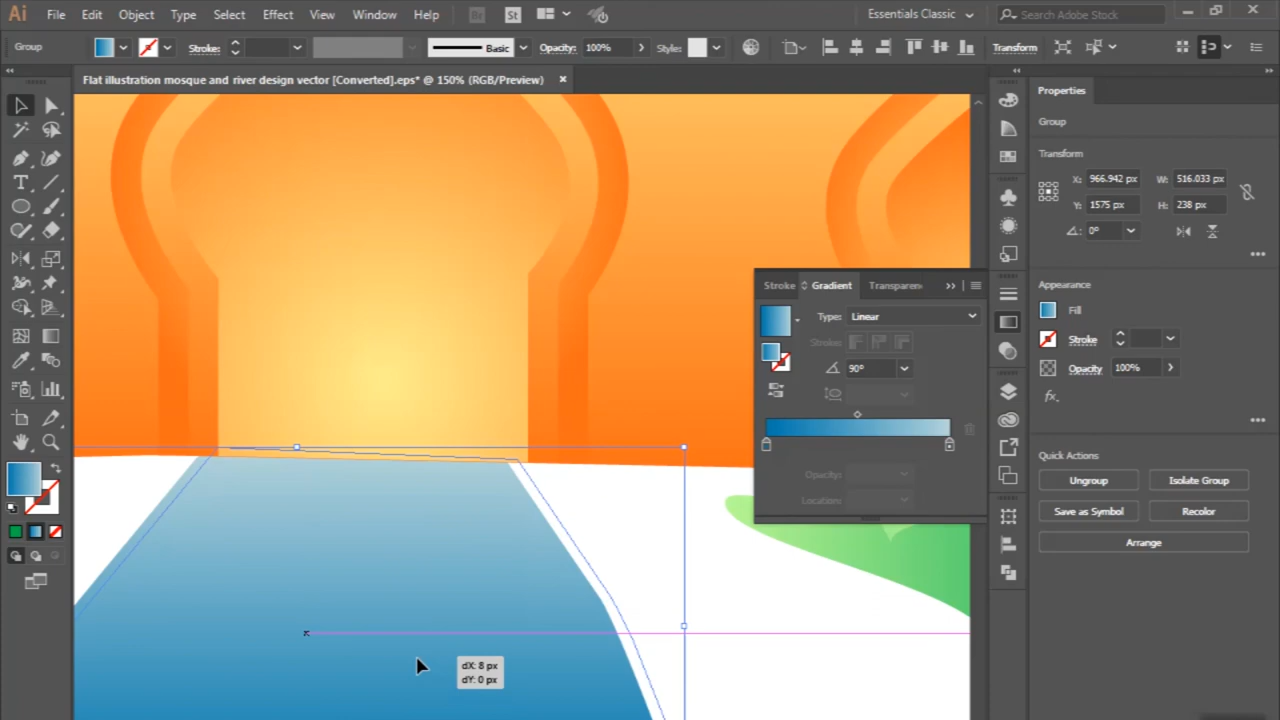 Ai File Edit Object Type Select Effect View Window Help Br St Essentials Classic Search Adobe Stock
Group Stroke: Basic Opacity: 100% Style: Transform
Flat illustration mosque and river design vector [Converted].eps* @ 150% (RGB/Preview)
Properties
Group
Transform
X: 966.942 px W: 516.033 px
Y: 1575 px H: 238 px
0°
Appearance
Fill
Stroke
Opacity 100%
fx.
Quick Actions
Ungroup Isolate Group
Save as Symbol Recolor
Arrange
Stroke Gradient Transparen
Type: Linear
Stroke:
90°
Opacity:
Location:
dX: 8 px
dY: 0 px